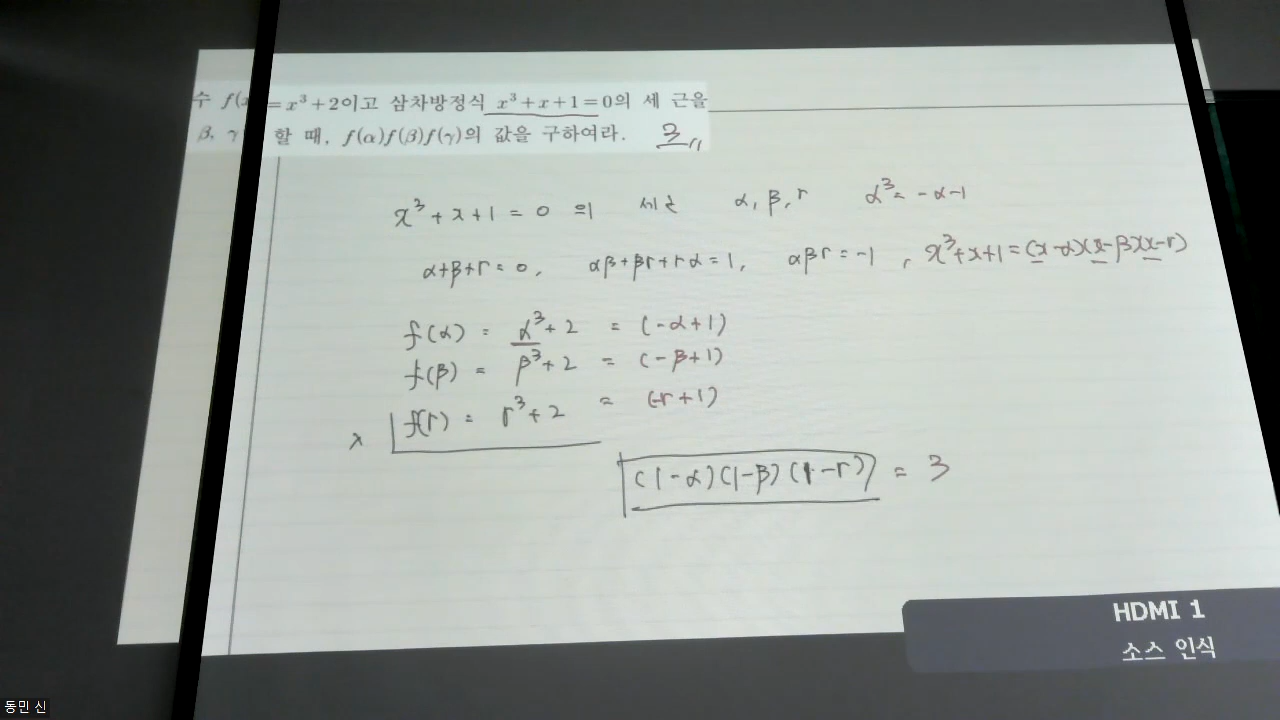 수 f(x =x³+2이고 삼차방정식 x³+x+1=0의 세 근을
β, γ 할 때, f(α)f(β)f(γ)의 값을 구하여라.
x³+x+1=0 의 세근 α, β, r α³=-α-1
α+β+r=0, αβ+βr+rα=1, αβr=-1, x³+x+1=(x-α)(x-β)(x-r)
f(α) = α³+2 = (-α+1)
f(β) = β³+2 = (-β+1)
× f(r) = r³+2 = (-r+1)
(1-α)(1-β)(1-r) = 3
HDMI 1
소스 인식
동민 신